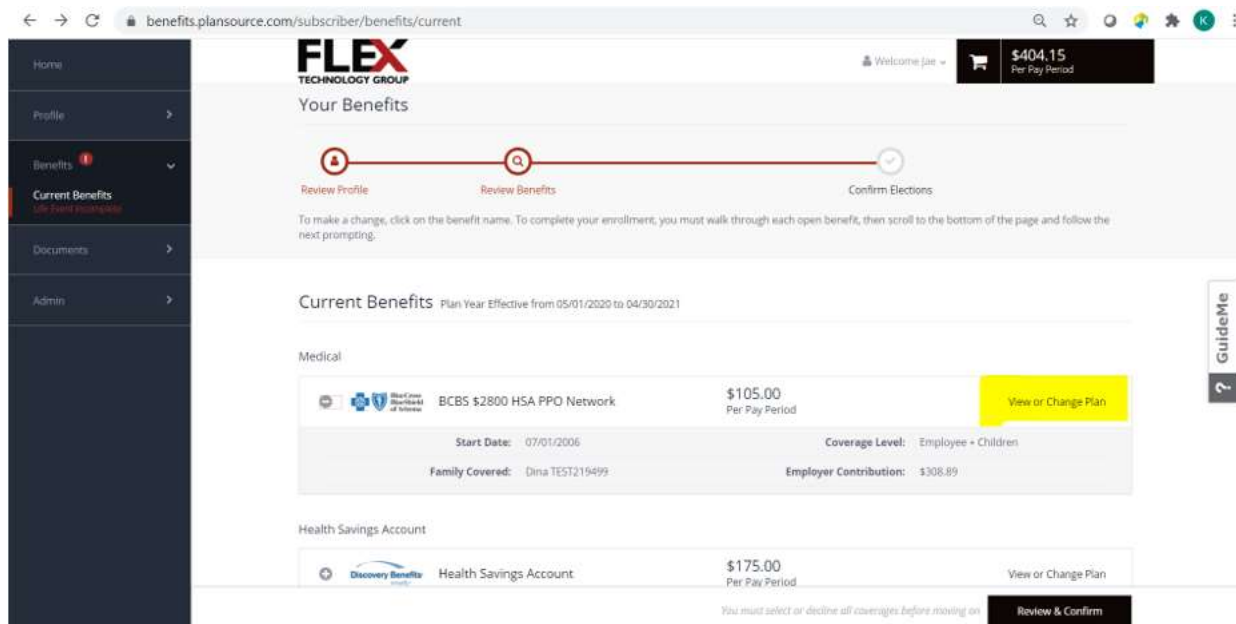 benefits.plansource.com/subscriber/benefits/current
K
Home
Profile
Benefits !
Current Benefits
Life Event Incomplete
Documents
Admin
FLEX
TECHNOLOGY GROUP
Welcome Jae
$404.15
Per Pay Period
Your Benefits
Review Profile
Review Benefits
Confirm Elections
To make a change, click on the benefit name. To complete your enrollment, you must walk through each open benefit, then scroll to the bottom of the page and follow the
next prompting.
Current Benefits Plan Year Effective from 05/01/2020 to 04/30/2021
Medical
BlueCross
BlueShield
of Arizona
BCBS $2800 HSA PPO Network
$105.00
Per Pay Period
View or Change Plan
Start Date: 07/01/2006
Coverage Level: Employee + Children
Family Covered: Dina TEST219499
Employer Contribution: $308.89
Health Savings Account
Discovery Benefits
Health Savings Account
$175.00
Per Pay Period
View or Change Plan
You must select or decline all coverages before moving on
Review & Confirm
? GuideMe